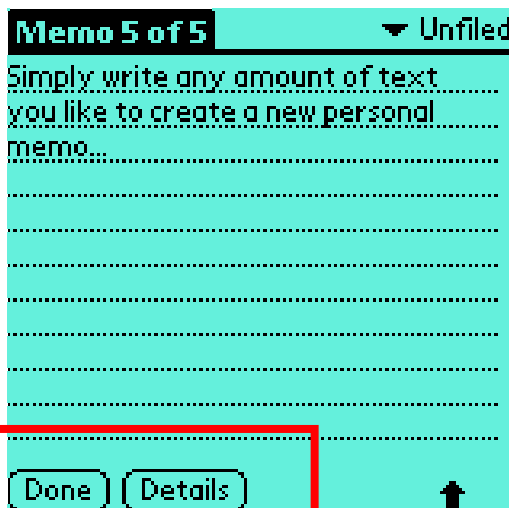 Memo 5 of 5
Unfiled
Simply write any amount of text
you like to create a new personal
memo...
Done
Details